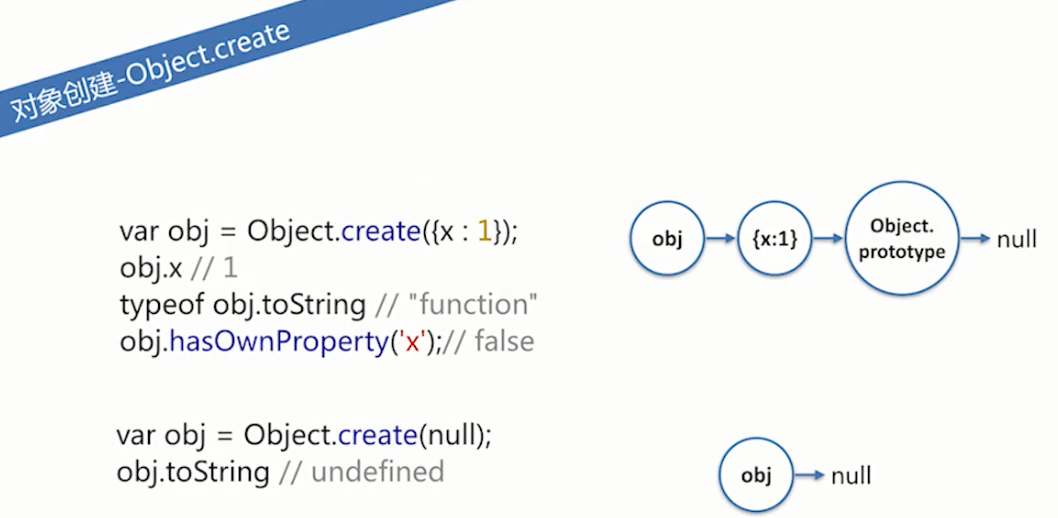 对象创建-Object.create
var obj = Object.create({x : 1});
obj.x // 1
typeof obj.toString // "function"
obj.hasOwnProperty('x');// false
obj
{x:1}
Object.
prototype
null
var obj = Object.create(null);
obj.toString // undefined
obj
null